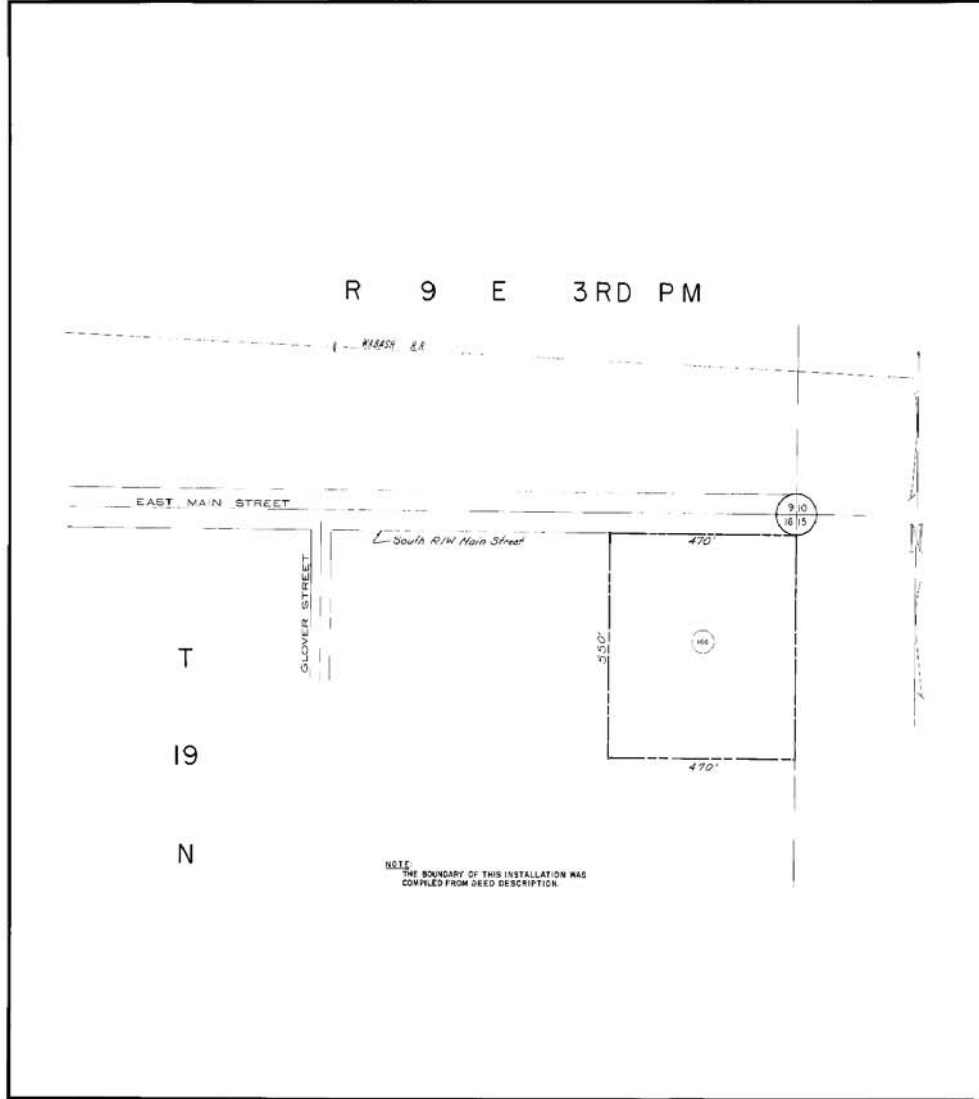 R 9 E 3RD PM
WABASH R.R.
EAST MAIN STREET
9 10
16 15
South R/W Main Street
470'
GLOVER STREET
550'
100
T
19
N
470'
NOTE:
THE BOUNDARY OF THIS INSTALLATION WAS
COMPILED FROM DEED DESCRIPTION.